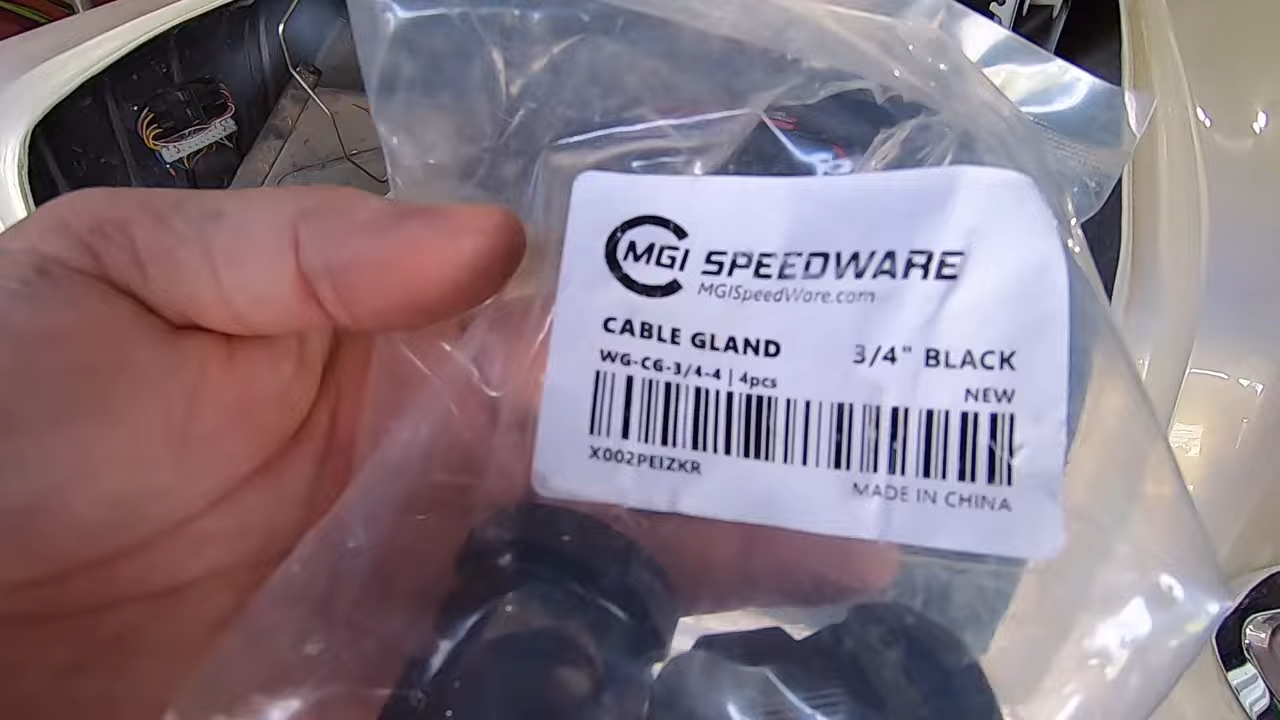 MGI SPEEDWARE
MGISpeedWare.com
CABLE GLAND 3/4" BLACK
WG-CG-3/4-4 | 4pcs NEW
X002PEIZKR
MADE IN CHINA